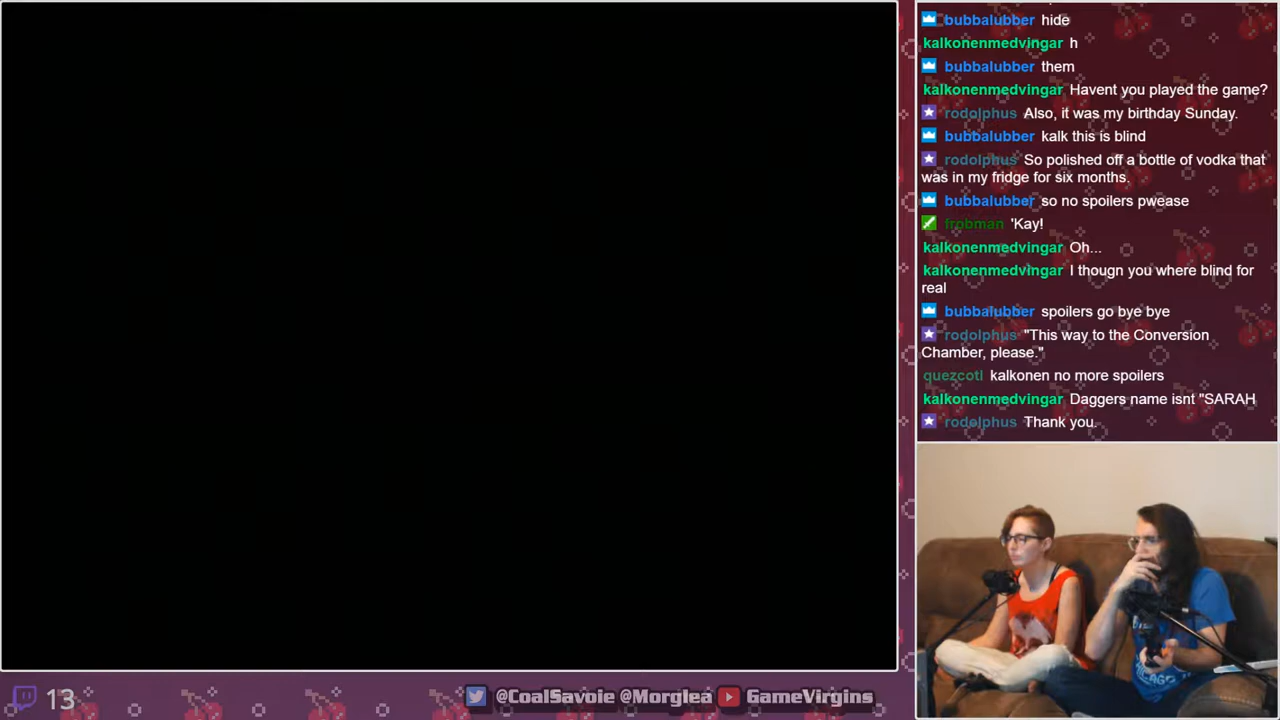 bubbalubber hide
kalkonenmedvingar h
bubbalubber them
kalkonenmedvingar Havent you played the game?
rodolphus Also, it was my birthday Sunday.
bubbalubber kalk this is blind
rodolphus So polished off a bottle of vodka that
was in my fridge for six months.
bubbalubber so no spoilers pwease
frobman 'Kay!
kalkonenmedvingar Oh...
kalkonenmedvingar I thougn you where blind for
real
bubbalubber spoilers go bye bye
rodolphus "This way to the Conversion
Chamber, please."
quezcotl kalkonen no more spoilers
kalkonenmedvingar Daggers name isnt "SARAH
rodolphus Thank you.
13 @CoalSavoie @Morglea GameVirgins